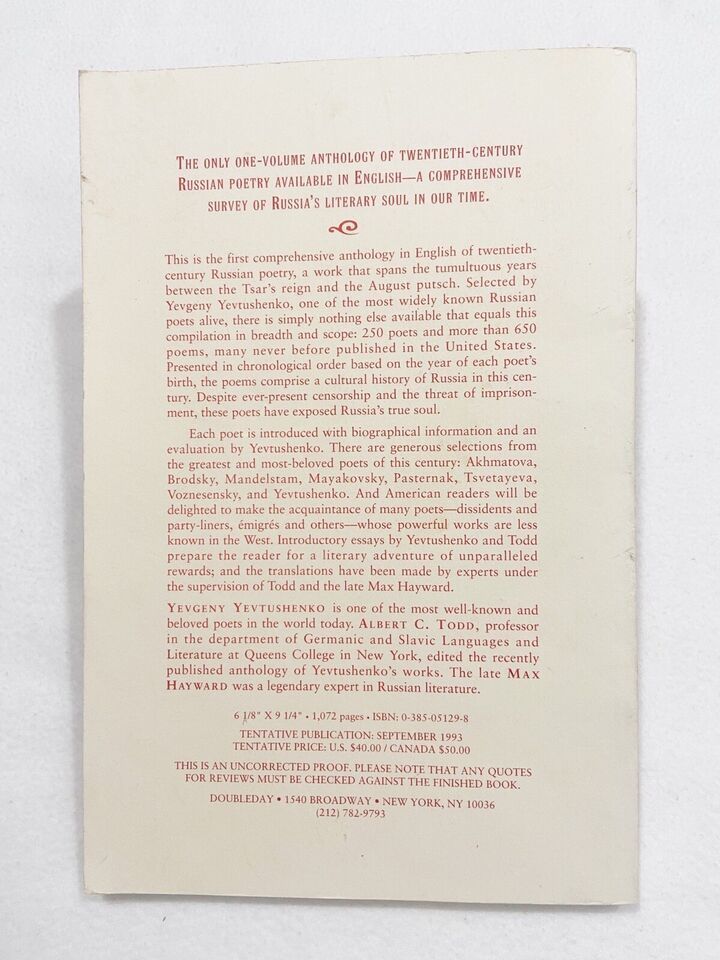 THE ONLY ONE-VOLUME ANTHOLOGY OF TWENTIETH-CENTURY
RUSSIAN POETRY AVAILABLE IN ENGLISH—A COMPREHENSIVE
SURVEY OF RUSSIA'S LITERARY SOUL IN OUR TIME.
This is the first comprehensive anthology in English of twentieth-
century Russian poetry, a work that spans the tumultuous years
between the Tsar's reign and the August putsch. Selected by
Yevgeny Yevtushenko, one of the most widely known Russian
poets alive, there is simply nothing else available that equals this
compilation in breadth and scope: 250 poets and more than 650
poems, many never before published in the United States.
Presented in chronological order based on the year of each poet's
birth, the poems comprise a cultural history of Russia in this cen-
tury. Despite ever-present censorship and the threat of imprison-
ment, these poets have exposed Russia's true soul.
Each poet is introduced with biographical information and an
evaluation by Yevtushenko. There are generous selections from
the greatest and most-beloved poets of this century: Akhmatova,
Brodsky, Mandelstam, Mayakovsky, Pasternak, Tsvetayeva,
Voznesensky, and Yevtushenko. And American readers will be
delighted to make the acquaintance of many poets—dissidents and
party-liners, émigrés and others—whose powerful works are less
known in the West. Introductory essays by Yevtushenko and Todd
prepare the reader for a literary adventure of unparalleled
rewards; and the translations have been made by experts under
the supervision of Todd and the late Max Hayward.
YEVGENY YEVTUSHENKO is one of the most well-known and
beloved poets in the world today. ALBERT C. TODD, professor
in the department of Germanic and Slavic Languages and
Literature at Queens College in New York, edited the recently
published anthology of Yevtushenko's works. The late MAX
HAYWARD was a legendary expert in Russian literature.
6 1/8" X 9 1/4" • 1,072 pages • ISBN: 0-385-05129-8
TENTATIVE PUBLICATION: SEPTEMBER 1993
TENTATIVE PRICE: U.S. $40.00 / CANADA $50.00
THIS IS AN UNCORRECTED PROOF. PLEASE NOTE THAT ANY QUOTES
FOR REVIEWS MUST BE CHECKED AGAINST THE FINISHED BOOK.
DOUBLEDAY • 1540 BROADWAY • NEW YORK, NY 10036
(212) 782-9793